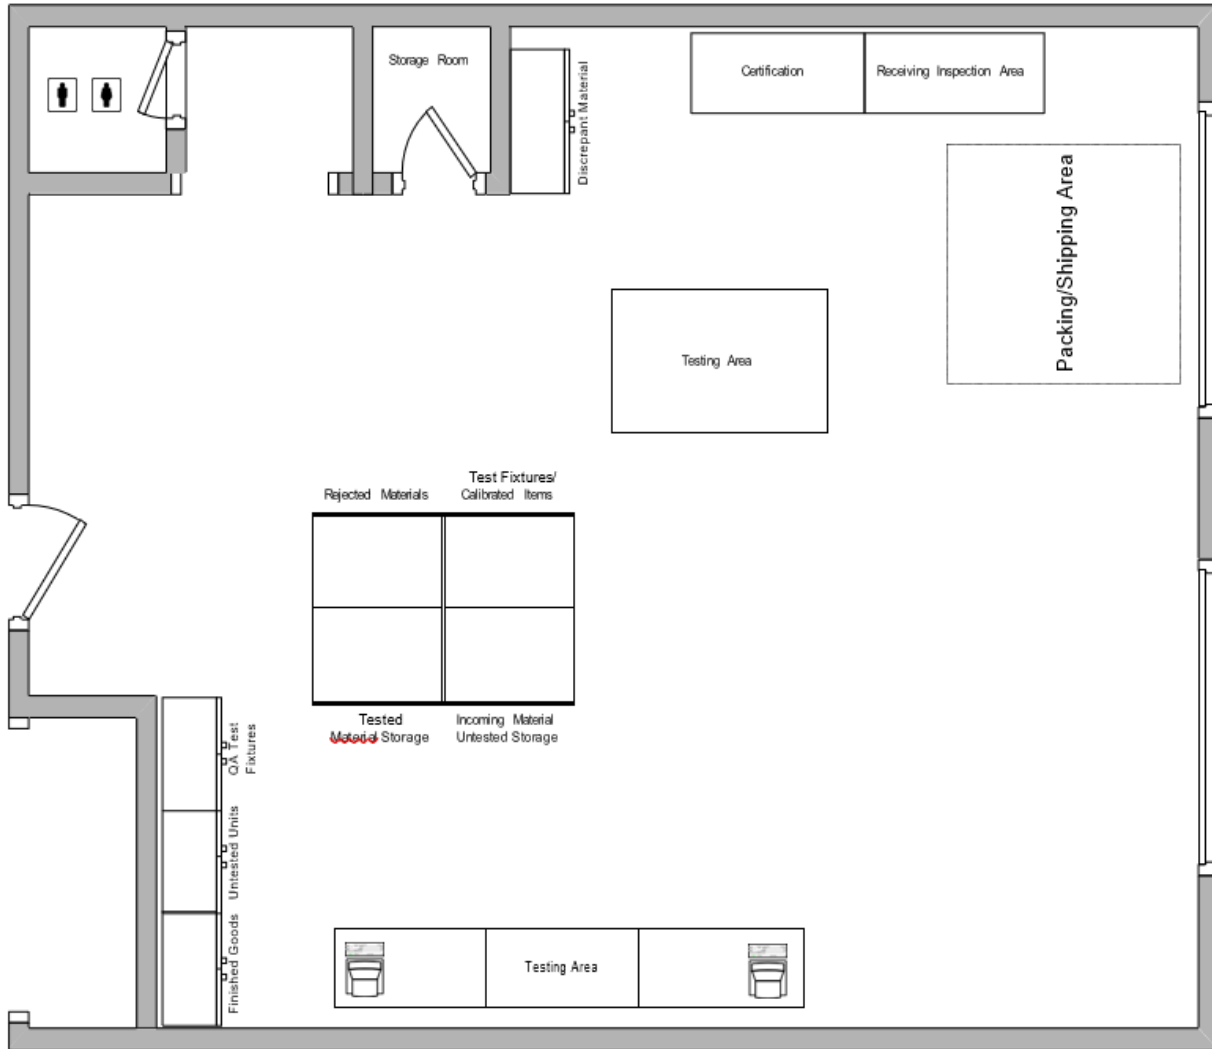 Storage Room
Discrepant Material
Certification
Receiving Inspection Area
Packing/Shipping Area
Testing Area
Rejected Materials
Test Fixtures/
Calibrated Items
Tested
Material Storage
Incoming Material
Untested Storage
QA Test
Fixtures
Untested Units
Finished Goods
Testing Area